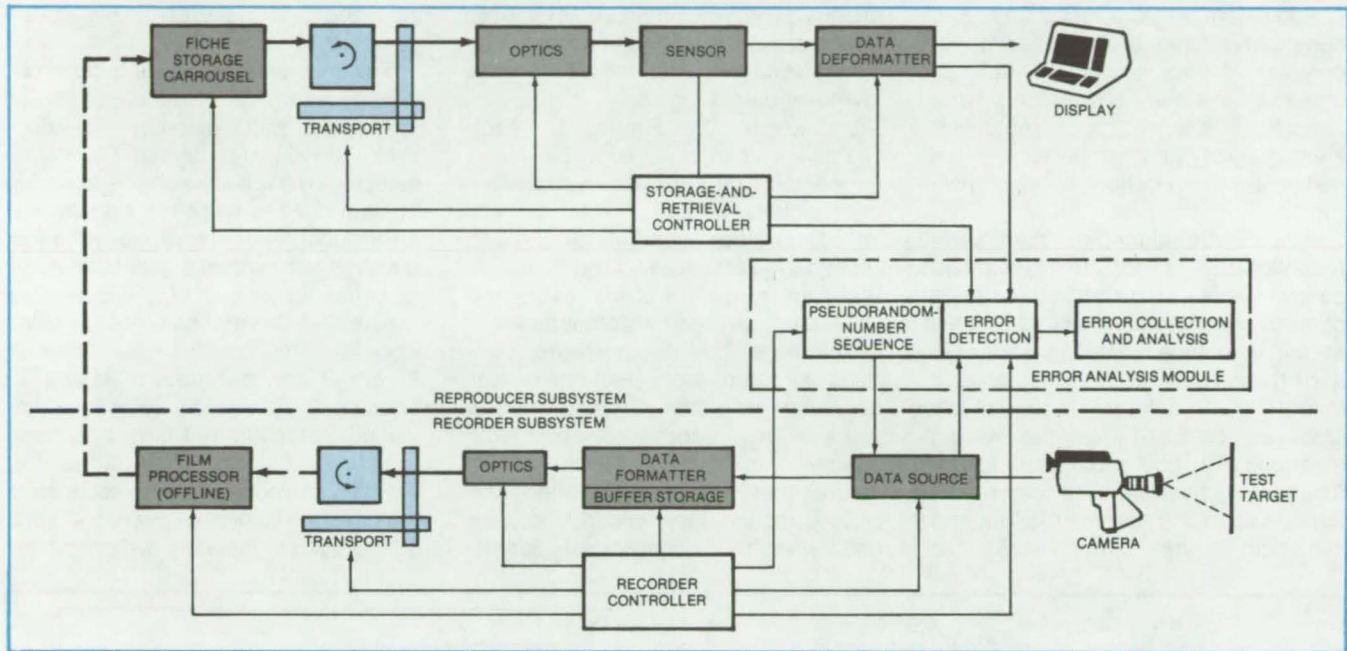 FICHE
STORAGE
CARROUSEL
TRANSPORT
OPTICS
SENSOR
DATA
DEFORMATTER
DISPLAY
STORAGE-AND-
RETRIEVAL
CONTROLLER
PSEUDORANDOM-
NUMBER
SEQUENCE
ERROR
DETECTION
ERROR COLLECTION
AND ANALYSIS
ERROR ANALYSIS MODULE
REPRODUCER SUBSYSTEM
RECORDER SUBSYSTEM
FILM
PROCESSOR
(OFFLINE)
TRANSPORT
OPTICS
DATA
FORMATTER
BUFFER STORAGE
DATA SOURCE
CAMERA
TEST
TARGET
RECORDER
CONTROLLER